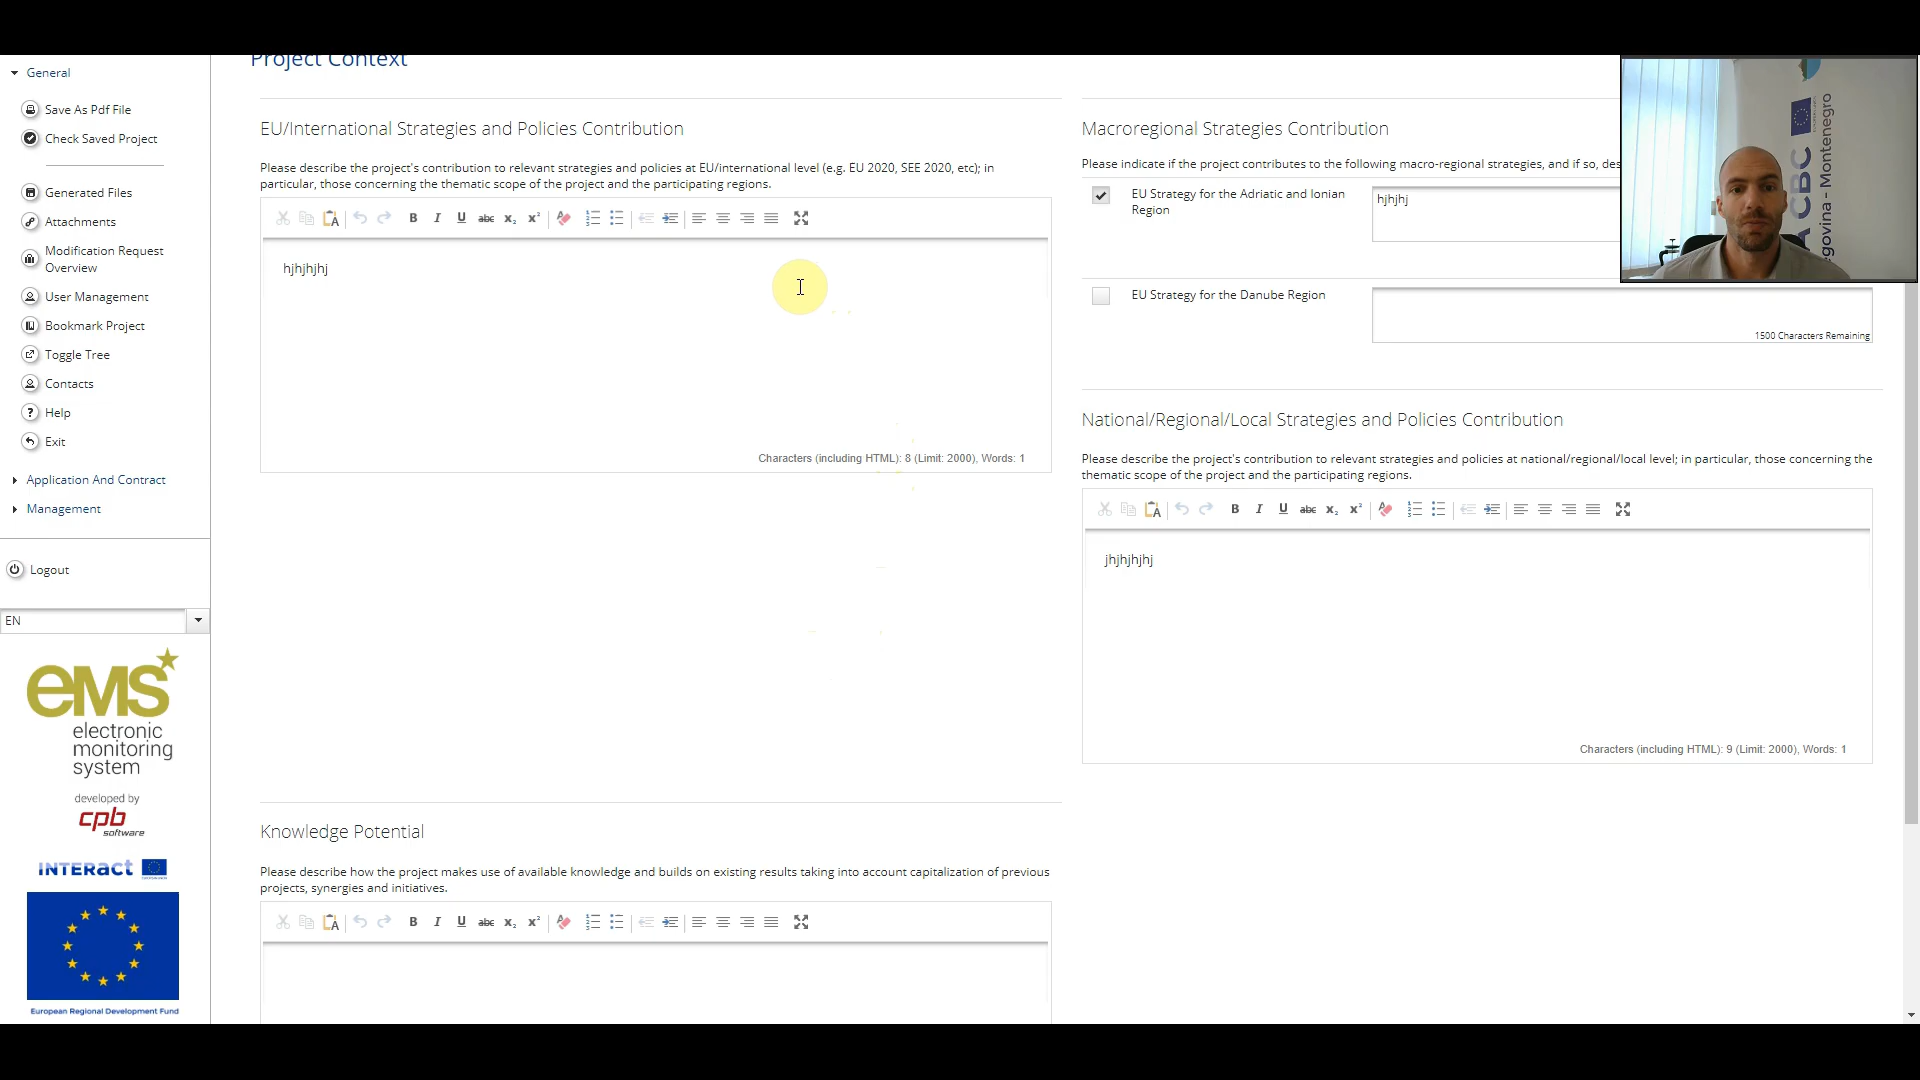 Project Context
General
Save As Pdf File
Check Saved Project
Generated Files
Attachments
Modification Request
Overview
User Management
Bookmark Project
Toggle Tree
Contacts
Help
Exit
Application And Contract
Management
Logout
EN
eMS
electronic
monitoring
system
developed by
cpb
software
INTERACT
European Regional Development Fund
EU/International Strategies and Policies Contribution
Please describe the project's contribution to relevant strategies and policies at EU/international level (e.g. EU 2020, SEE 2020, etc); in
particular, those concerning the thematic scope of the project and the participating regions.
hjhjhjhj
Characters (including HTML): 8 (Limit: 2000), Words: 1
Macroregional Strategies Contribution
Please indicate if the project contributes to the following macro-regional strategies, and if so, des
EU Strategy for the Adriatic and Ionian
Region
hjhjhj
EU Strategy for the Danube Region
1500 Characters Remaining
National/Regional/Local Strategies and Policies Contribution
Please describe the project's contribution to relevant strategies and policies at national/regional/local level; in particular, those concerning the
thematic scope of the project and the participating regions.
jhjhjhjhj
Characters (including HTML): 9 (Limit: 2000), Words: 1
Knowledge Potential
Please describe how the project makes use of available knowledge and builds on existing results taking into account capitalization of previous
projects, synergies and initiatives.
CBC
Montenegro